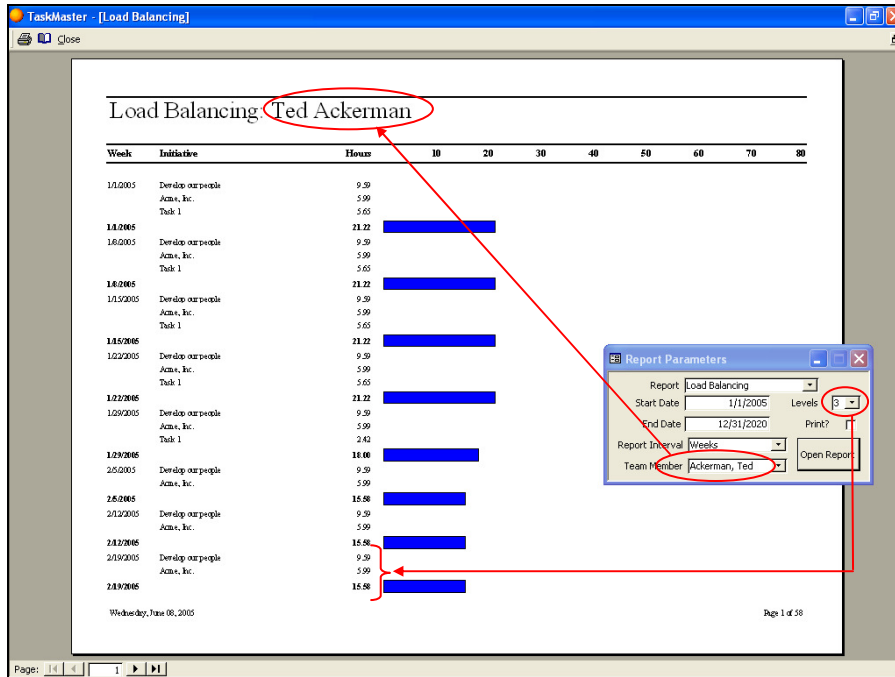 TaskMaster - [Load Balancing]
Close
Load Balancing: Ted Ackerman
Week Initiative Hours 10 20 30 40 50 60 70 80
1/1/2005 Develop our people 9.59
Acme, Inc. 5.99
Task 1 5.65
1/1/2005 21.22
1/8/2005 Develop our people 9.59
Acme, Inc. 5.99
Task 1 5.65
1/8/2005 21.22
1/15/2005 Develop our people 9.59
Acme, Inc. 5.99
Task 1 5.65
1/15/2005 21.22
1/22/2005 Develop our people 9.59
Acme, Inc. 5.99
Task 1 5.65
1/22/2005 21.22
1/29/2005 Develop our people 9.59
Acme, Inc. 5.99
Task 1 2.42
1/29/2005 18.00
2/5/2005 Develop our people 9.59
Acme, Inc. 5.99
2/5/2005 15.58
2/12/2005 Develop our people 9.59
Acme, Inc. 5.99
2/12/2005 15.58
2/19/2005 Develop our people 9.59
Acme, Inc. 5.99
2/19/2005 15.58
Wednesday, June 08, 2005 Page 1 of 58
Report Parameters
Report Load Balancing
Start Date 1/1/2005 Levels 3
End Date 12/31/2020 Print?
Report Interval Weeks
Open Report
Team Member Ackerman, Ted
Page: 1